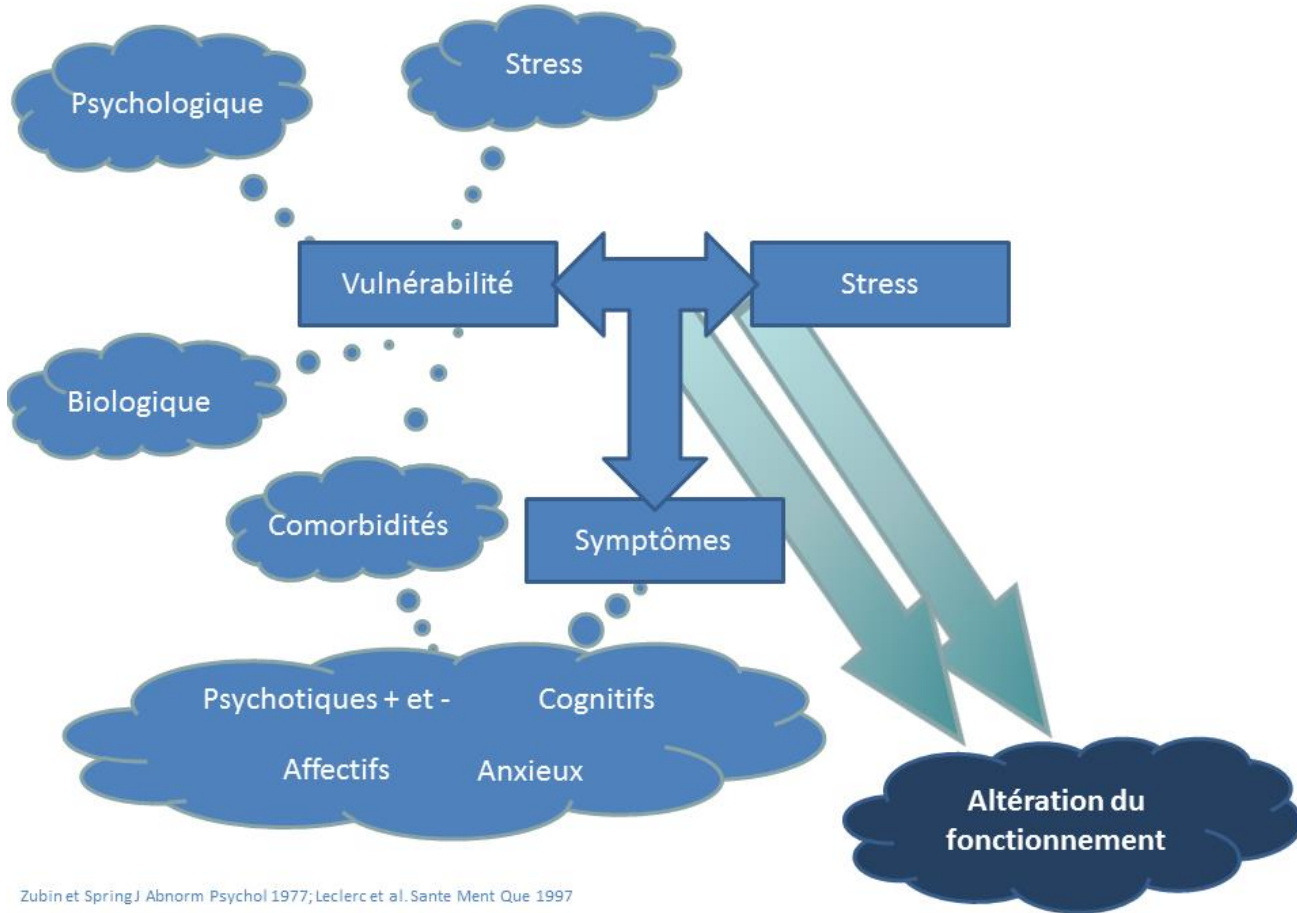 Psychologique
Stress
Vulnérabilité
Stress
Biologique
Comorbidités
Symptômes
Psychotiques + et -
Cognitifs
Affectifs
Anxieux
Altération du
fonctionnement
Zubin et Spring J Abnorm Psychol 1977; Leclerc et al. Sante Ment Que 1997